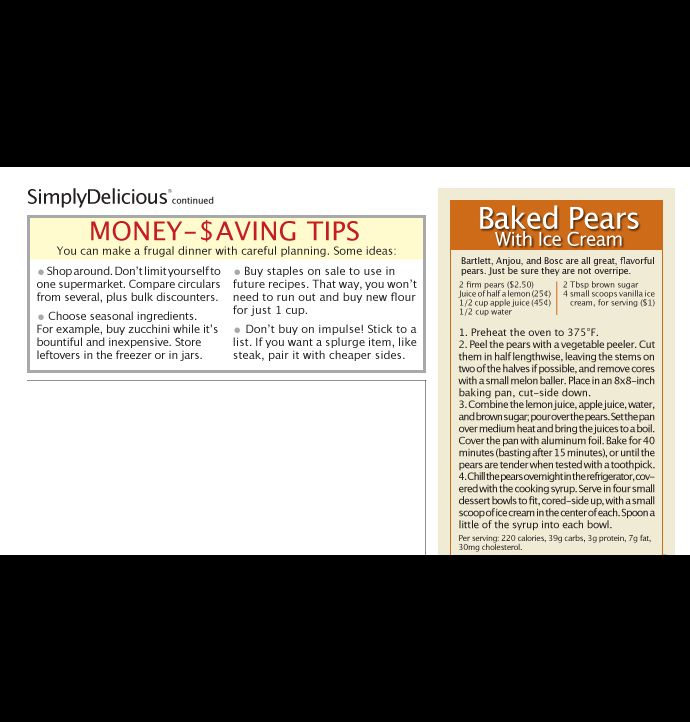 SimplyDelicious® continued
MONEY-$AVING TIPS
You can make a frugal dinner with careful planning. Some ideas:
• Shop around. Don't limit yourself to
one supermarket. Compare circulars
from several, plus bulk discounters.
• Choose seasonal ingredients.
For example, buy zucchini while it's
bountiful and inexpensive. Store
leftovers in the freezer or in jars.
• Buy staples on sale to use in
future recipes. That way, you won't
need to run out and buy new flour
for just 1 cup.
• Don't buy on impulse! Stick to a
list. If you want a splurge item, like
steak, pair it with cheaper sides.
Baked Pears
With Ice Cream
Bartlett, Anjou, and Bosc are all great, flavorful
pears. Just be sure they are not overripe.
2 firm pears ($2.50)
Juice of half a lemon (25¢)
1/2 cup apple juice (45¢)
1/2 cup water
2 Tbsp brown sugar
4 small scoops vanilla ice
cream, for serving ($1)
1. Preheat the oven to 375°F.
2. Peel the pears with a vegetable peeler. Cut
them in half lengthwise, leaving the stems on
two of the halves if possible, and remove cores
with a small melon baller. Place in an 8x8-inch
baking pan, cut-side down.
3. Combine the lemon juice, apple juice, water,
and brown sugar; pour over the pears. Set the pan
over medium heat and bring the juices to a boil.
Cover the pan with aluminum foil. Bake for 40
minutes (basting after 15 minutes), or until the
pears are tender when tested with a toothpick.
4. Chill the pears overnight in the refrigerator, cov-
ered with the cooking syrup. Serve in four small
dessert bowls to fit, cored-side up, with a small
scoop of ice cream in the center of each. Spoon a
little of the syrup into each bowl.
Per serving: 220 calories, 39g carbs, 3g protein, 7g fat,
30mg cholesterol.